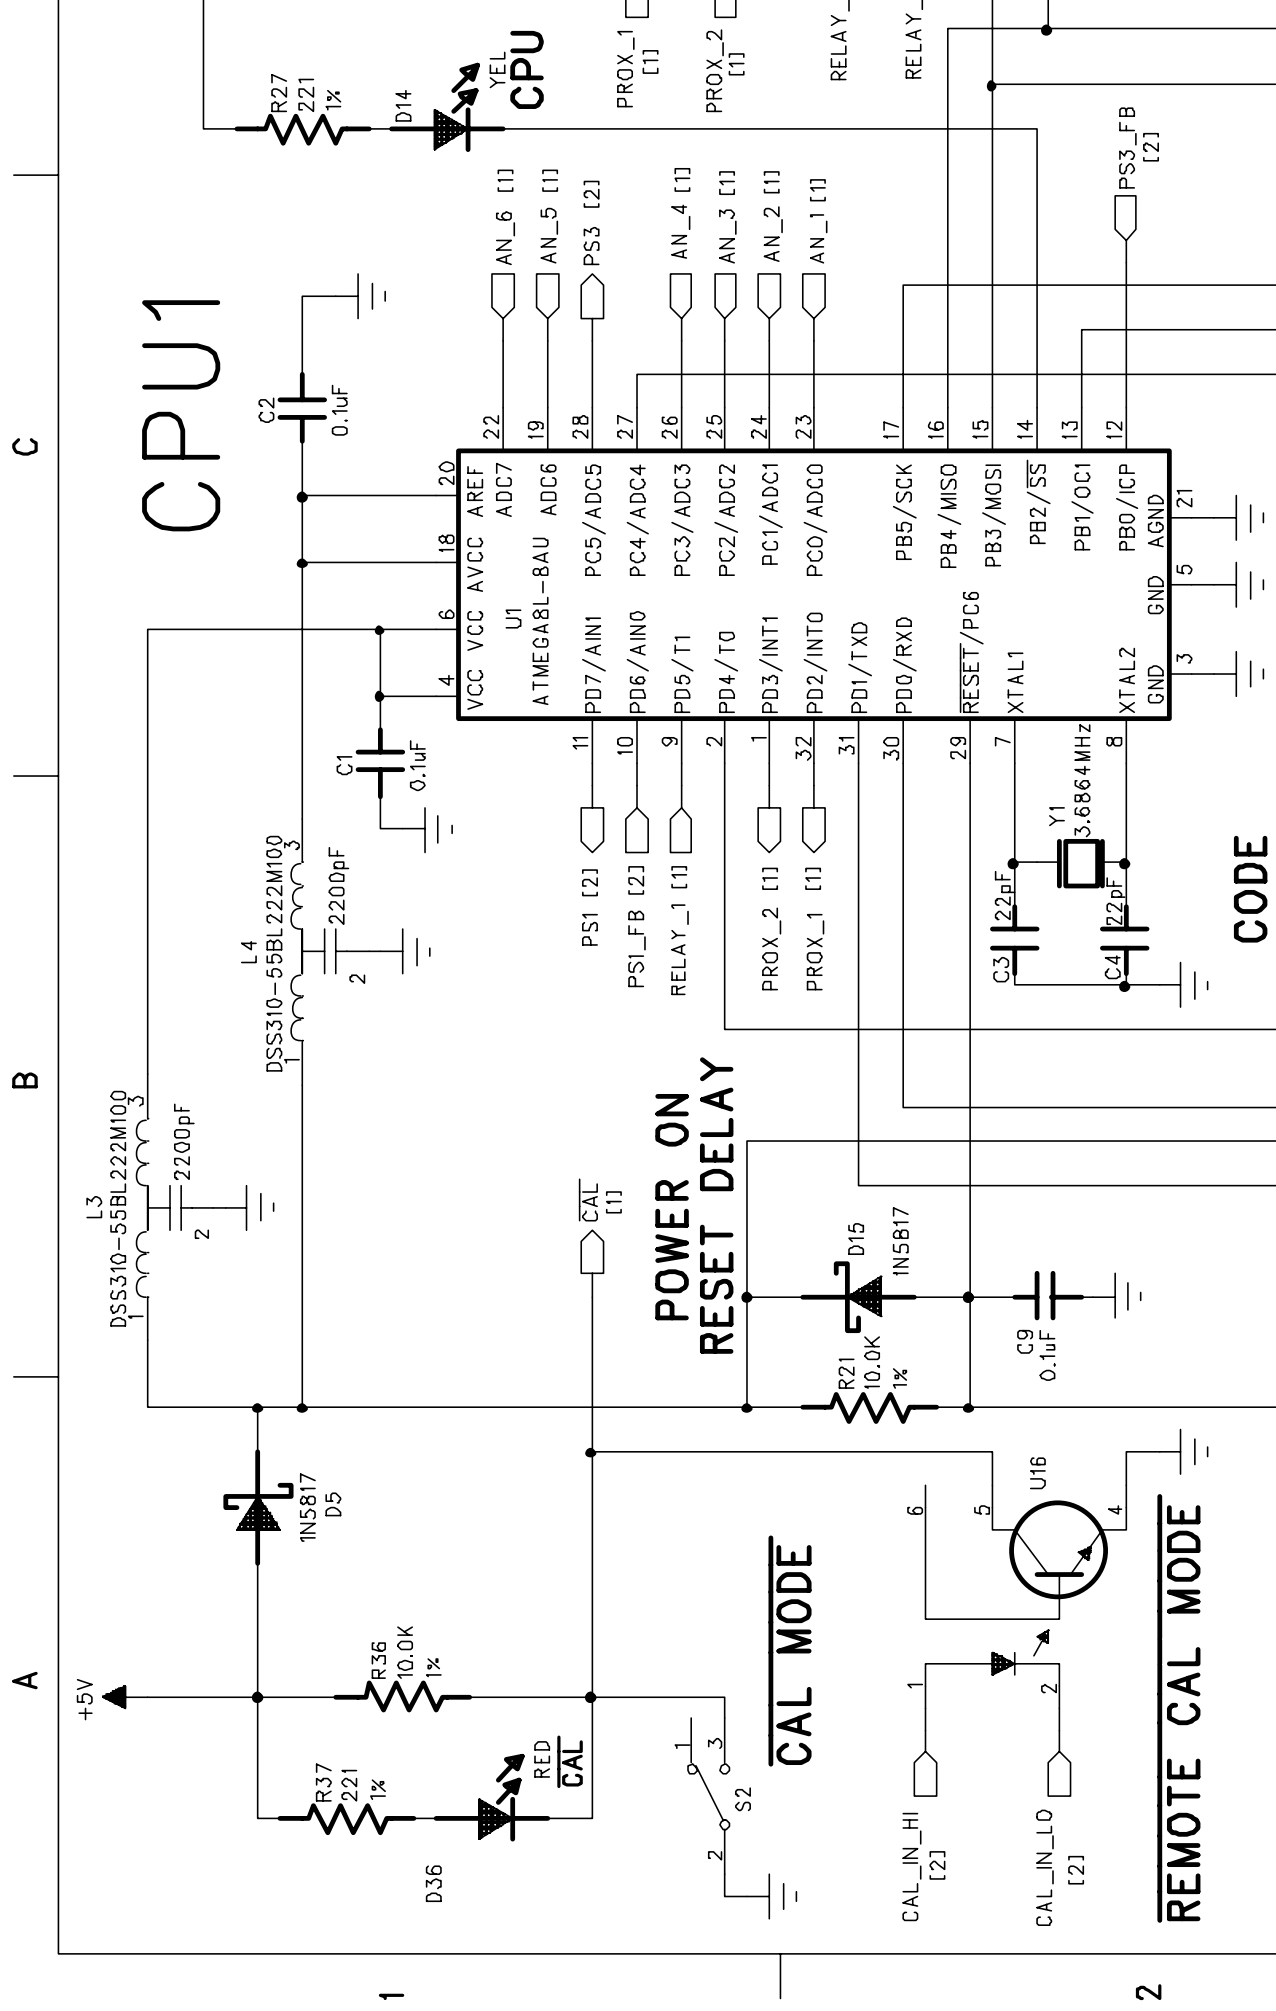 C
B
A
1
2
CPU1
R27
221
1%
D14
YEL
CPU
PROX_1
[1]
PROX_2
[1]
RELAY_
RELAY_
PS3_FB
[2]
AN_6 [1]
AN_5 [1]
PS3 [2]
AN_4 [1]
AN_3 [1]
AN_2 [1]
AN_1 [1]
C2
0.1uF
22
19
28
27
26
25
24
23
17
16
15
14
13
12
20
18
6
4
AREF
AVCC
VCC
VCC
ADC7
ADC6
PC5/ADC5
PC4/ADC4
PC3/ADC3
PC2/ADC2
PC1/ADC1
PC0/ADC0
PB5/SCK
PB4/MISO
PB3/MOSI
PB2/SS
PB1/OC1
PB0/ICP
AGND
21
GND
5
GND
3
U1
ATMEGA8L-8AU
PD7/AIN1
PD6/AIN0
PD5/T1
PD4/T0
PD3/INT1
PD2/INT0
PD1/TXD
PD0/RXD
RESET/PC6
XTAL1
XTAL2
11
10
9
2
1
32
31
30
29
7
8
C1
0.1uF
PS1 [2]
PS1_FB [2]
RELAY_1 [1]
PROX_2 [1]
PROX_1 [1]
Y1
3.6864MHz
C3
22pF
C4
22pF
CODE
L4
DSS310-55BL222M100
1
3
2200pF
2
L3
DSS310-55BL222M100
1
3
2200pF
2
CAL
[1]
POWER ON
RESET DELAY
D15
1N5817
R21
10.0K
1%
C9
0.1uF
1N5817
D5
+5V
R36
10.0K
1%
R37
221
1%
D36
RED
CAL
1
3
2
S2
CAL MODE
U16
6
5
4
1
2
CAL_IN_HI
[2]
CAL_IN_LO
[2]
REMOTE CAL MODE